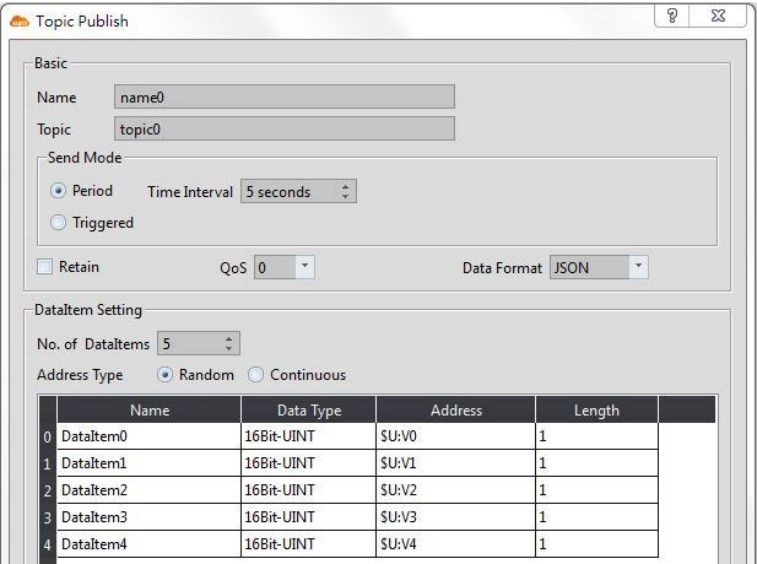 Topic Publish
Basic
Name name0
Topic topic0
Send Mode
Period Time Interval 5 seconds
Triggered
Retain QoS 0 Data Format JSON
DataItem Setting
No. of DataItems 5
Address Type Random Continuous
Name Data Type Address Length
0 DataItem0 16Bit-UINT $U:V0 1
1 DataItem1 16Bit-UINT $U:V1 1
2 DataItem2 16Bit-UINT $U:V2 1
3 DataItem3 16Bit-UINT $U:V3 1
4 DataItem4 16Bit-UINT $U:V4 1